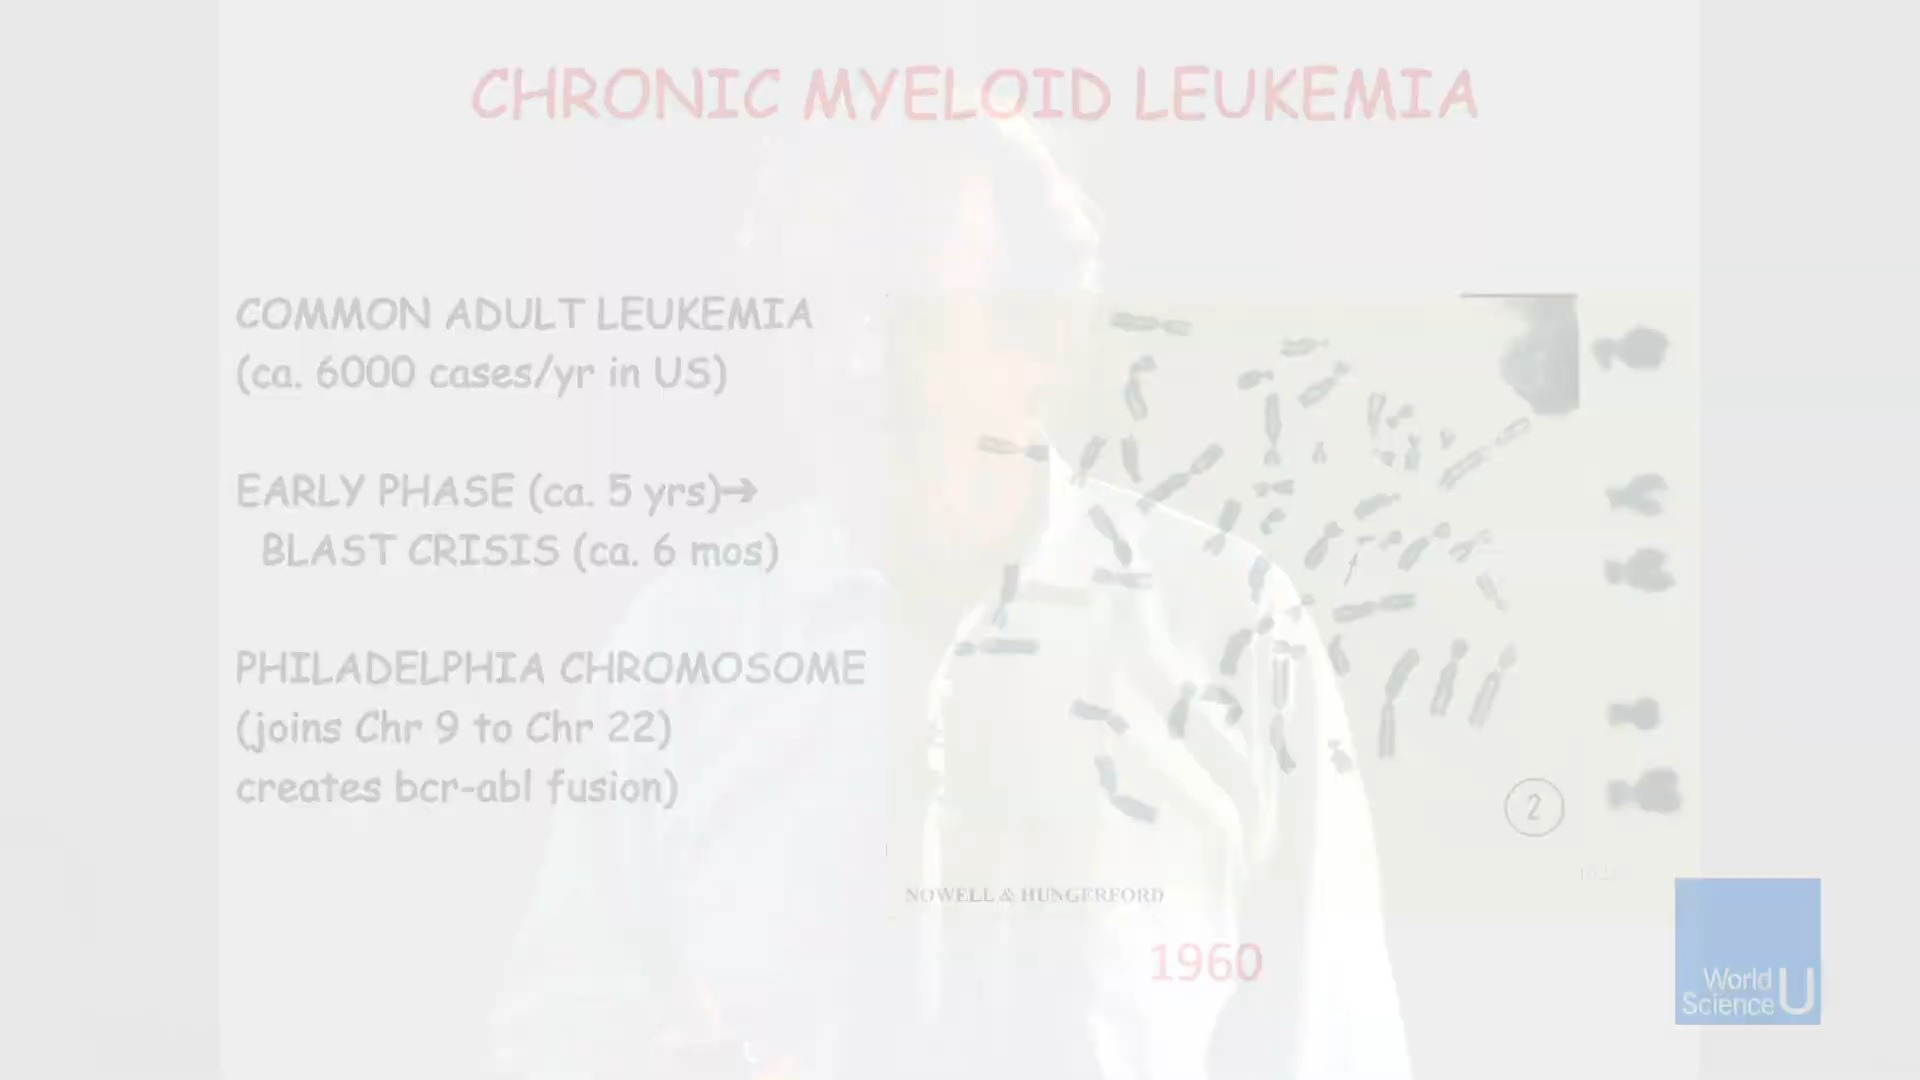 CHRONIC MYELOID LEUKEMIA
COMMON ADULT LEUKEMIA
(ca. 6000 cases/yr in US)
EARLY PHASE (ca. 5 yrs)→
BLAST CRISIS (ca. 6 mos)
PHILADELPHIA CHROMOSOME
(joins Chr 9 to Chr 22)
creates bcr-abl fusion)
2
NOWELL & HUNGERFORD
1960
World
Science U